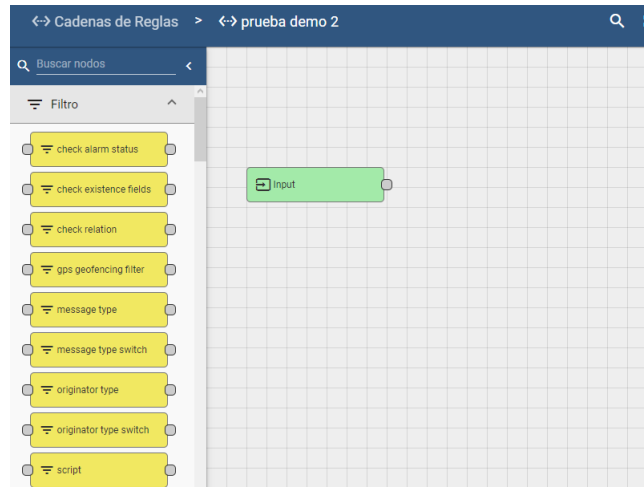 Cadenas de Reglas > prueba demo 2
Buscar nodos
Filtro
check alarm status
check existence fields
check relation
gps geofencing filter
message type
message type switch
originator type
originator type switch
script
Input